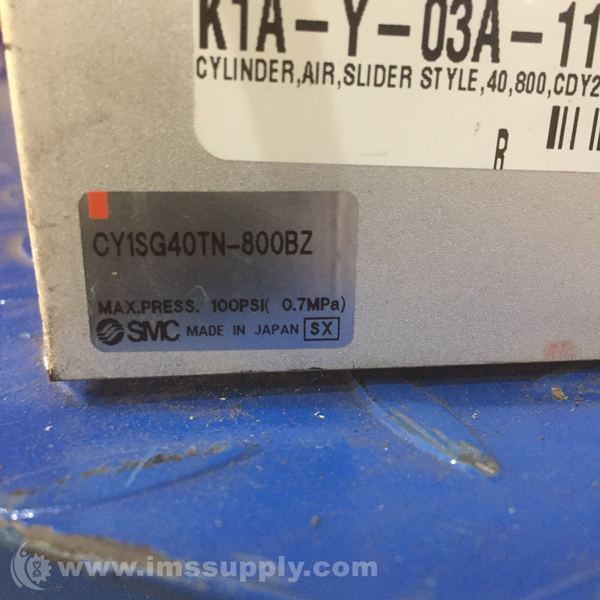 K1A-Y-03A-11
CYLINDER,AIR,SLIDER STYLE,40,800,CDY2
R
CY1SG40TN-800BZ
MAX.PRESS. 100PSI( 0.7MPa)
SMC MADE IN JAPAN SX
www.imssupply.com